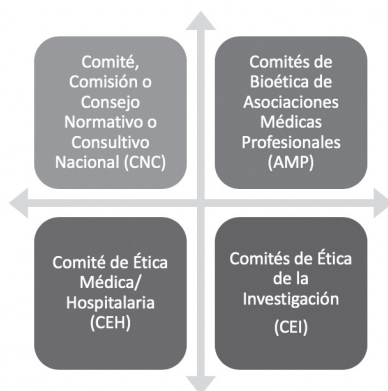 Comité,
Comisión o
Consejo
Normativo o
Consultivo
Nacional (CNC)
Comités de
Bioética de
Asociaciones
Médicas
Profesionales
(AMP)
Comité de Ética
Médica/
Hospitalaria
(CEH)
Comités de Ética
de la
Investigación
(CEI)